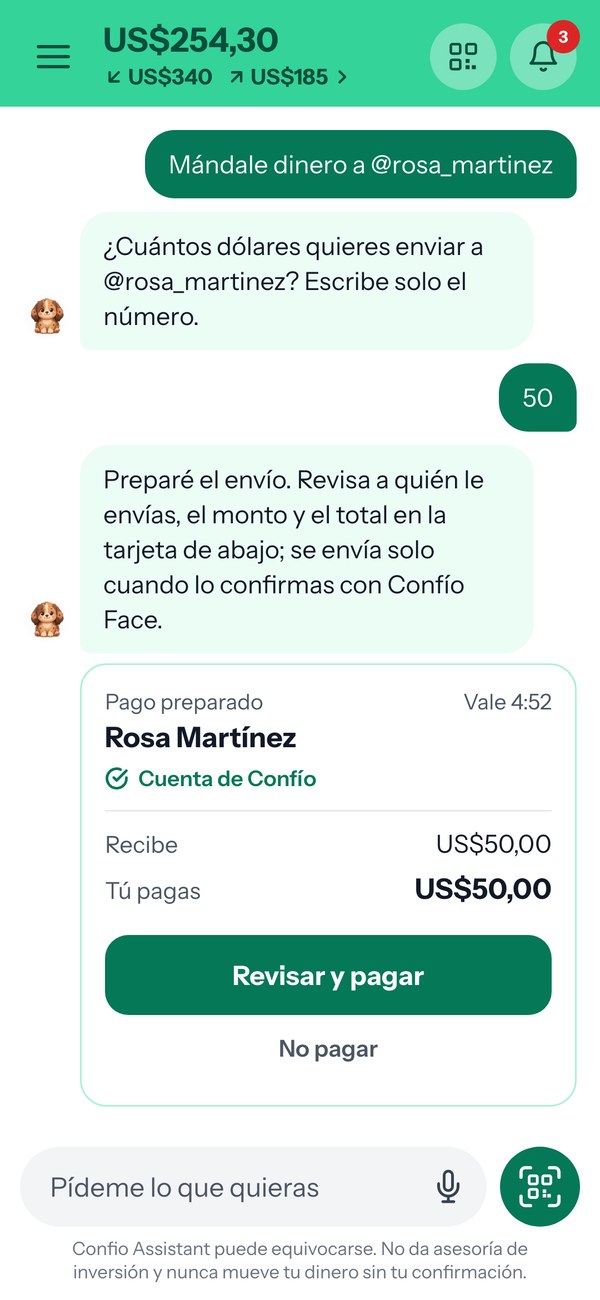 US$254,30
↙ US$340 ↗ US$185 >
3
Mándale dinero a @rosa_martinez
¿Cuántos dólares quieres enviar a
@rosa_martinez? Escribe solo el
número.
50
Preparé el envío. Revisa a quién le
envías, el monto y el total en la
tarjeta de abajo; se envía solo
cuando lo confirmas con Confío
Face.
Pago preparado Vale 4:52
Rosa Martínez
Cuenta de Confío
Recibe US$50,00
Tú pagas US$50,00
Revisar y pagar
No pagar
Pídeme lo que quieras
Confio Assistant puede equivocarse. No da asesoría de
inversión y nunca mueve tu dinero sin tu confirmación.